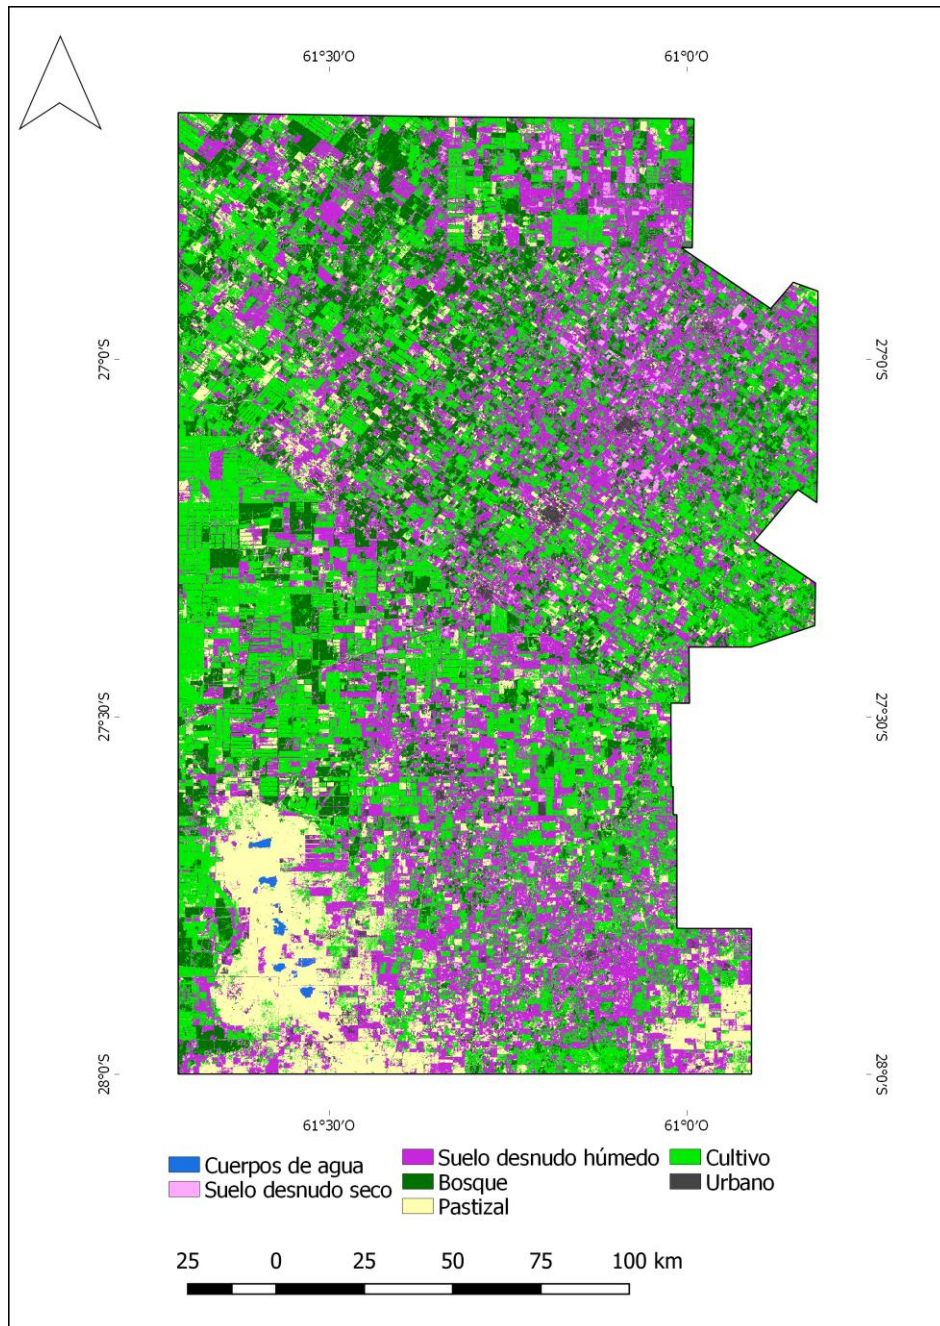 61°30′O 61°0′O
27°0′S 27°0′S
27°30′S 27°30′S
28°0′S 28°0′S
61°30′O 61°0′O
Cuerpos de agua
Suelo desnudo seco
Suelo desnudo húmedo
Bosque
Pastizal
Cultivo
Urbano
25 0 25 50 75 100 km